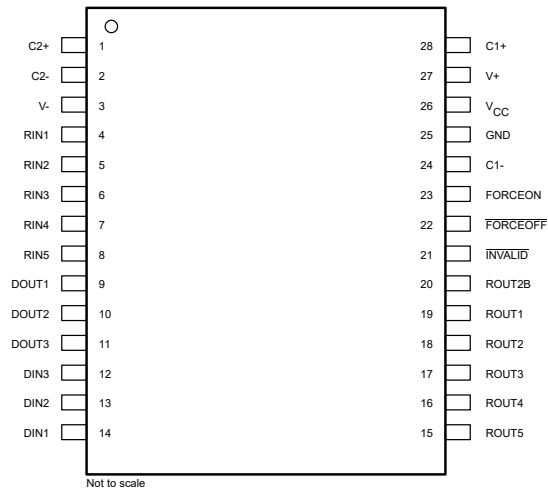 C2+ 1 28 C1+
C2- 2 27 V+
V- 3 26 VCC
RIN1 4 25 GND
RIN2 5 24 C1-
RIN3 6 23 FORCEON
RIN4 7 22 FORCEOFF
RIN5 8 21 INVALID
DOUT1 9 20 ROUT2B
DOUT2 10 19 ROUT1
DOUT3 11 18 ROUT2
DIN3 12 17 ROUT3
DIN2 13 16 ROUT4
DIN1 14 15 ROUT5
Not to scale